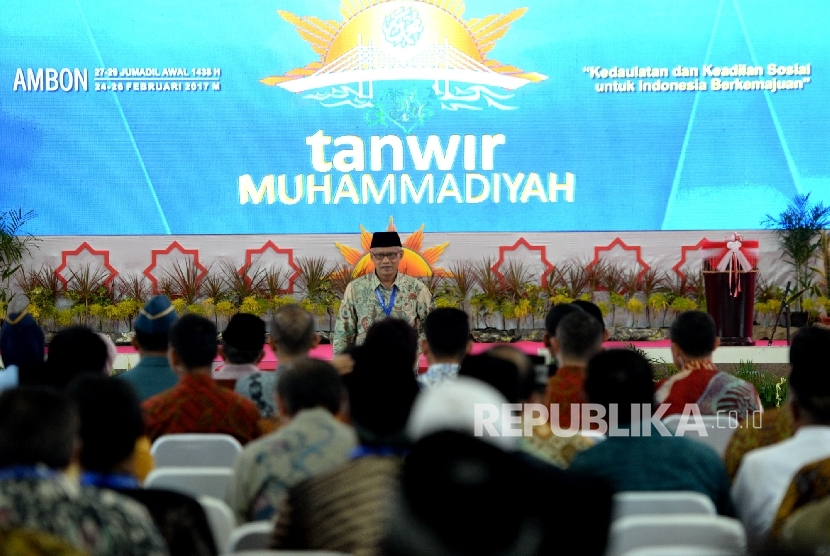 AMBON
27-29 JUMADIL AWAL 1438 H
24-26 FEBRUARI 2017 M
"Kedaulatan dan Keadilan Sosial
untuk Indonesia Berkemajuan"
tanwir
MUHAMMADIYAH
REPUBLIKA.co.id